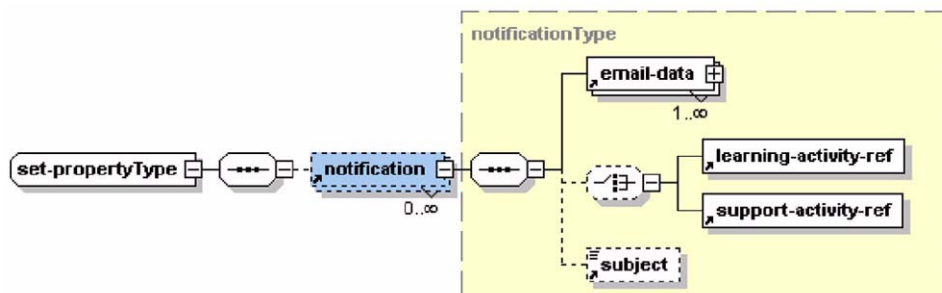 notificationType
email-data
1..∞
set-propertyType
notification
0..∞
learning-activity-ref
support-activity-ref
subject